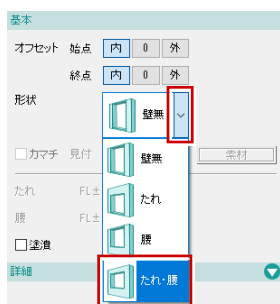 基本
オフセット 始点 内 0 外
終点 内 0 外
形状 壁無
壁無
カマチ 見付 素材
たれ
たれ FL±
腰
腰 FL±
塗潰
たれ・腰
詳細